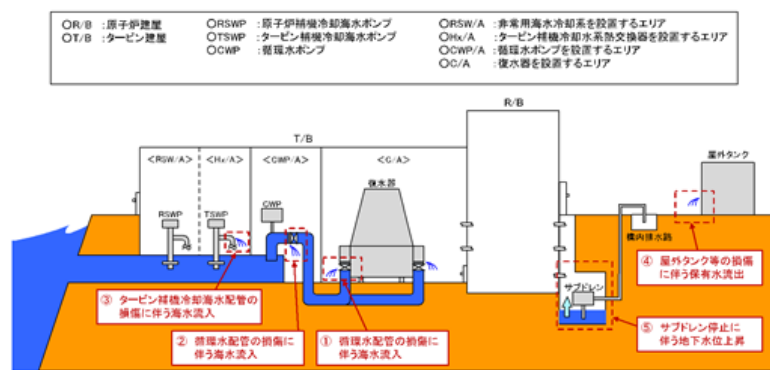 ○R/B :原子炉建屋
○T/B :タービン建屋
○RSWP :原子炉補機冷却海水ポンプ
○TSWP :タービン補機冷却海水ポンプ
○CWP :循環水ポンプ
○RSW/A :非常用海水冷却系を設置するエリア
○Hx/A :タービン補機冷却水系熱交換器を設置するエリア
○CWP/A :循環水ポンプを設置するエリア
○C/A :復水器を設置するエリア
R/B
T/B
<RSW/A>
<Hx/A>
<CWP/A>
<C/A>
屋外タンク
復水器
RSWP
TSWP
CWP
構内排水路
④ 屋外タンク等の損傷
に伴う保有水流出
サブドレン
③ タービン補機冷却海水配管の
損傷に伴う海水流入
② 循環水配管の損傷に
伴う海水流入
① 循環水配管の損傷に
伴う海水流入
⑤ サブドレン停止に
伴う地下水位上昇